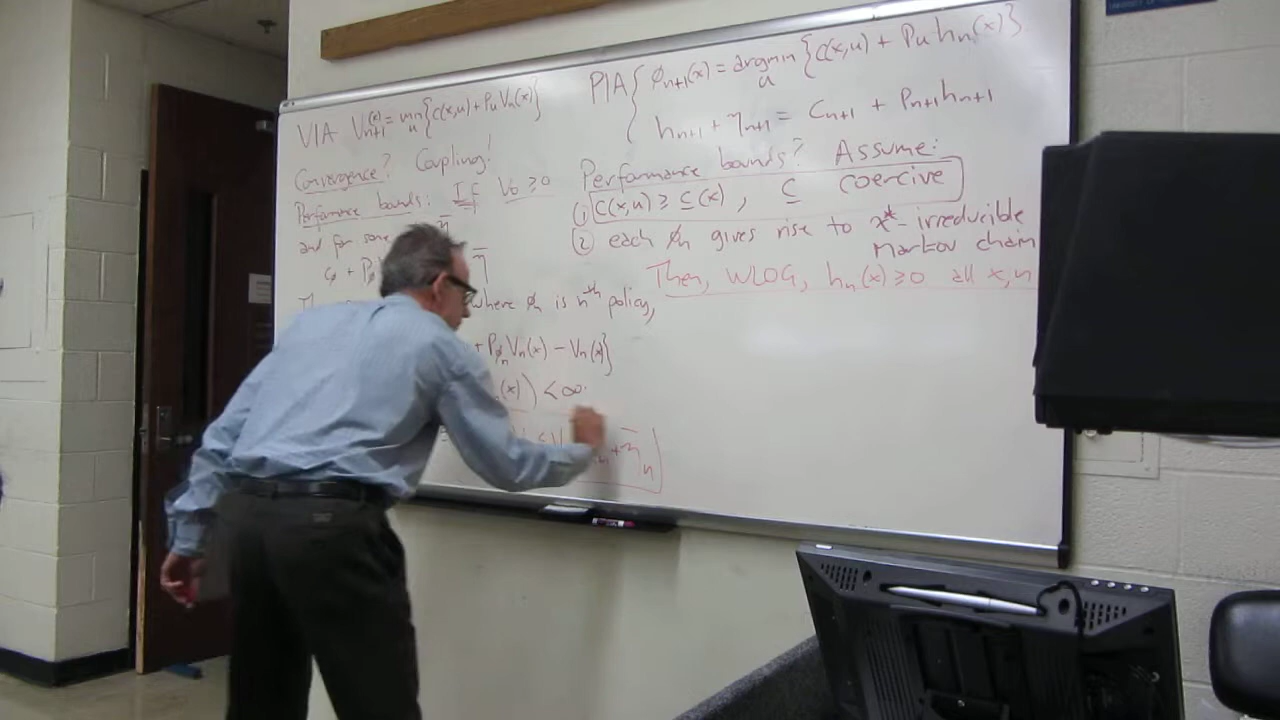 VIA V_{n+1}(x) = min_u {c(x,u) + P_u V_n(x)}
Convergence? Coupling!
Performance bounds: If V_0 ≥ 0
and for some η̄
c_φ + P_φ η̄
where φ_n is nth policy,
+ P_{φ_n} V_n(x) − V_n(x)}
(x)) < ∞.
PIA { φ_{n+1}(x) = argmin_u {c(x,u) + P_u h_n(x)}
h_{n+1} + η_{n+1} = c_{n+1} + P_{n+1} h_{n+1}
Performance bounds? Assume:
(1) c(x,u) ≥ c(x), c coercive
(2) each φ_n gives rise to x*-irreducible
Markov chain
Then, WLOG, h_n(x) ≥ 0 all x, n